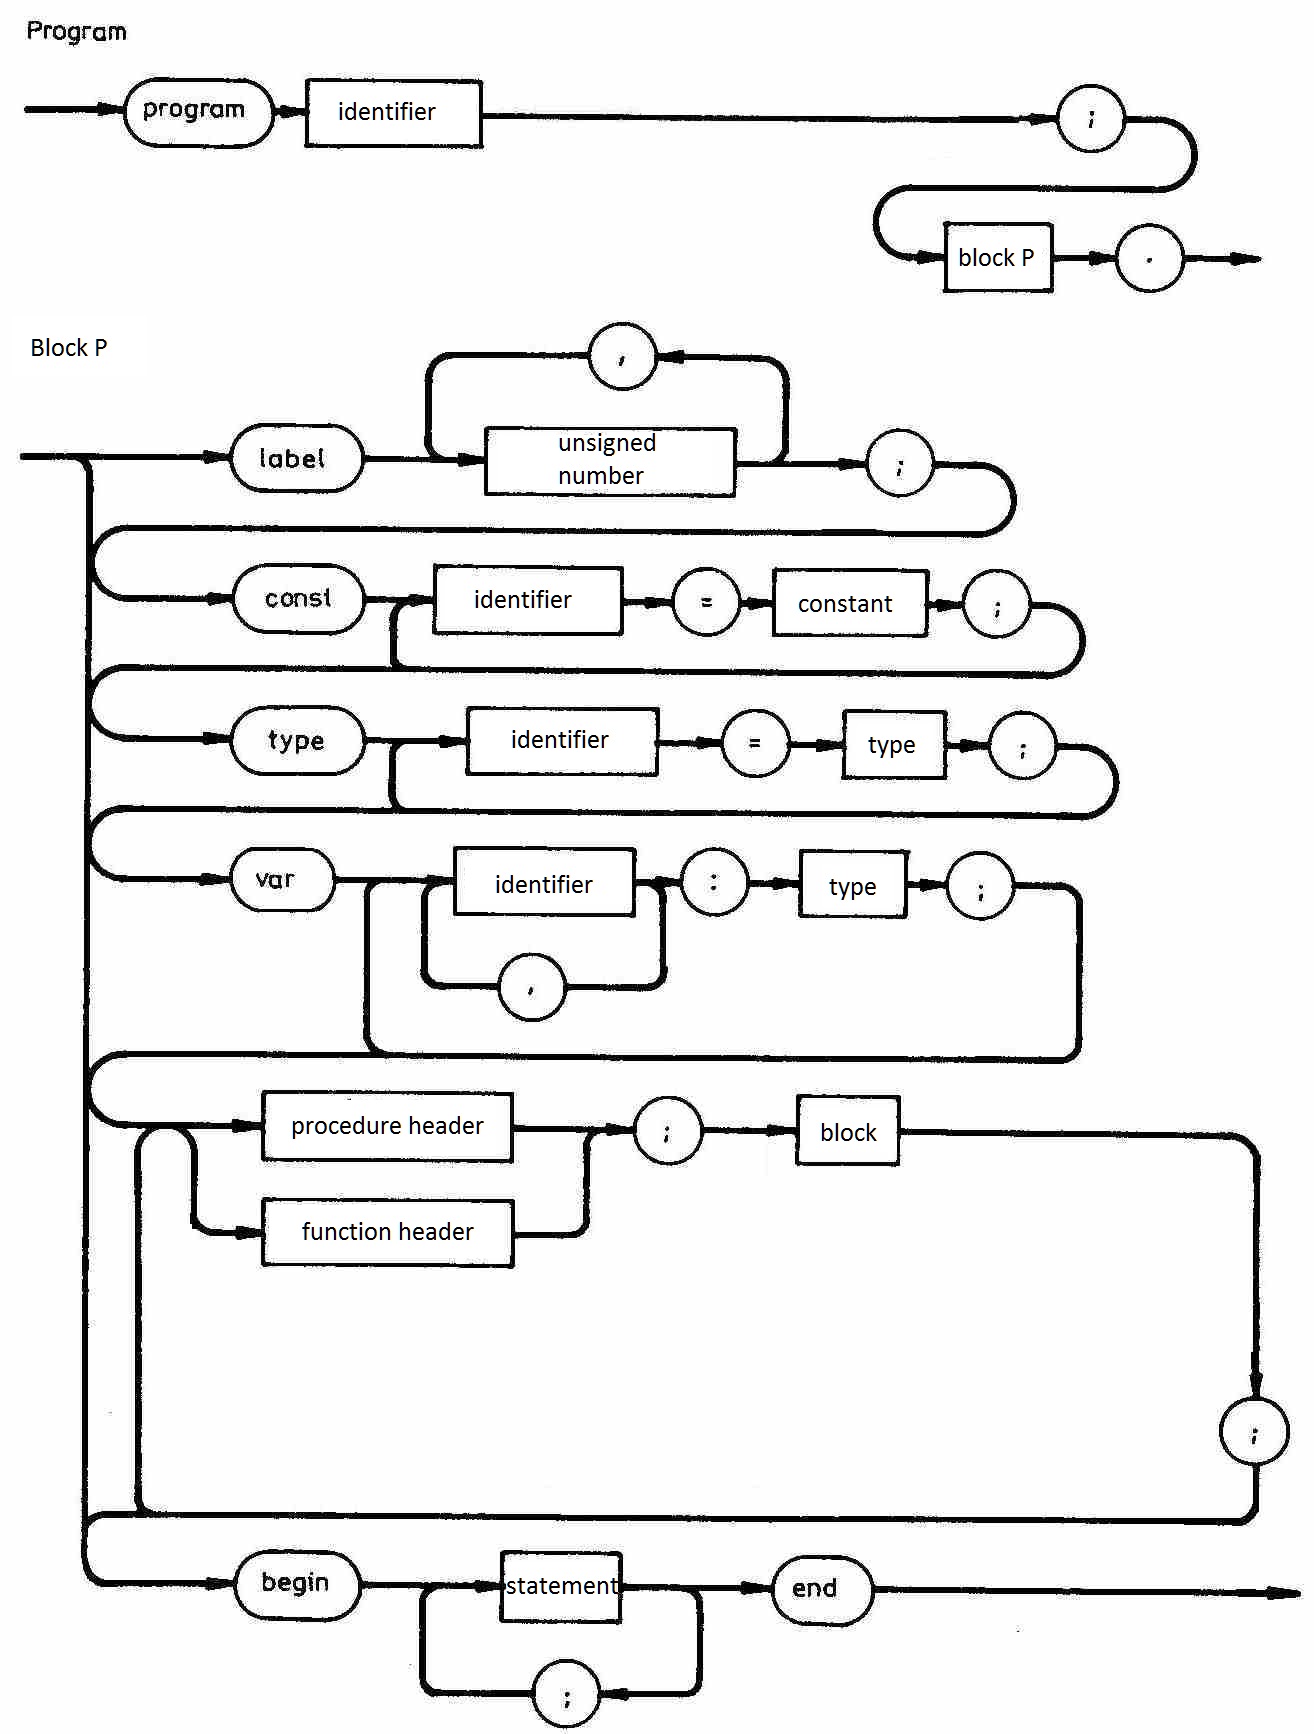 Program
program identifier ;
block P .
Block P
,
label unsigned number ;
const identifier = constant ;
type identifier = type ;
var identifier : type ;
,
procedure header ; block
function header
;
begin statement end
;